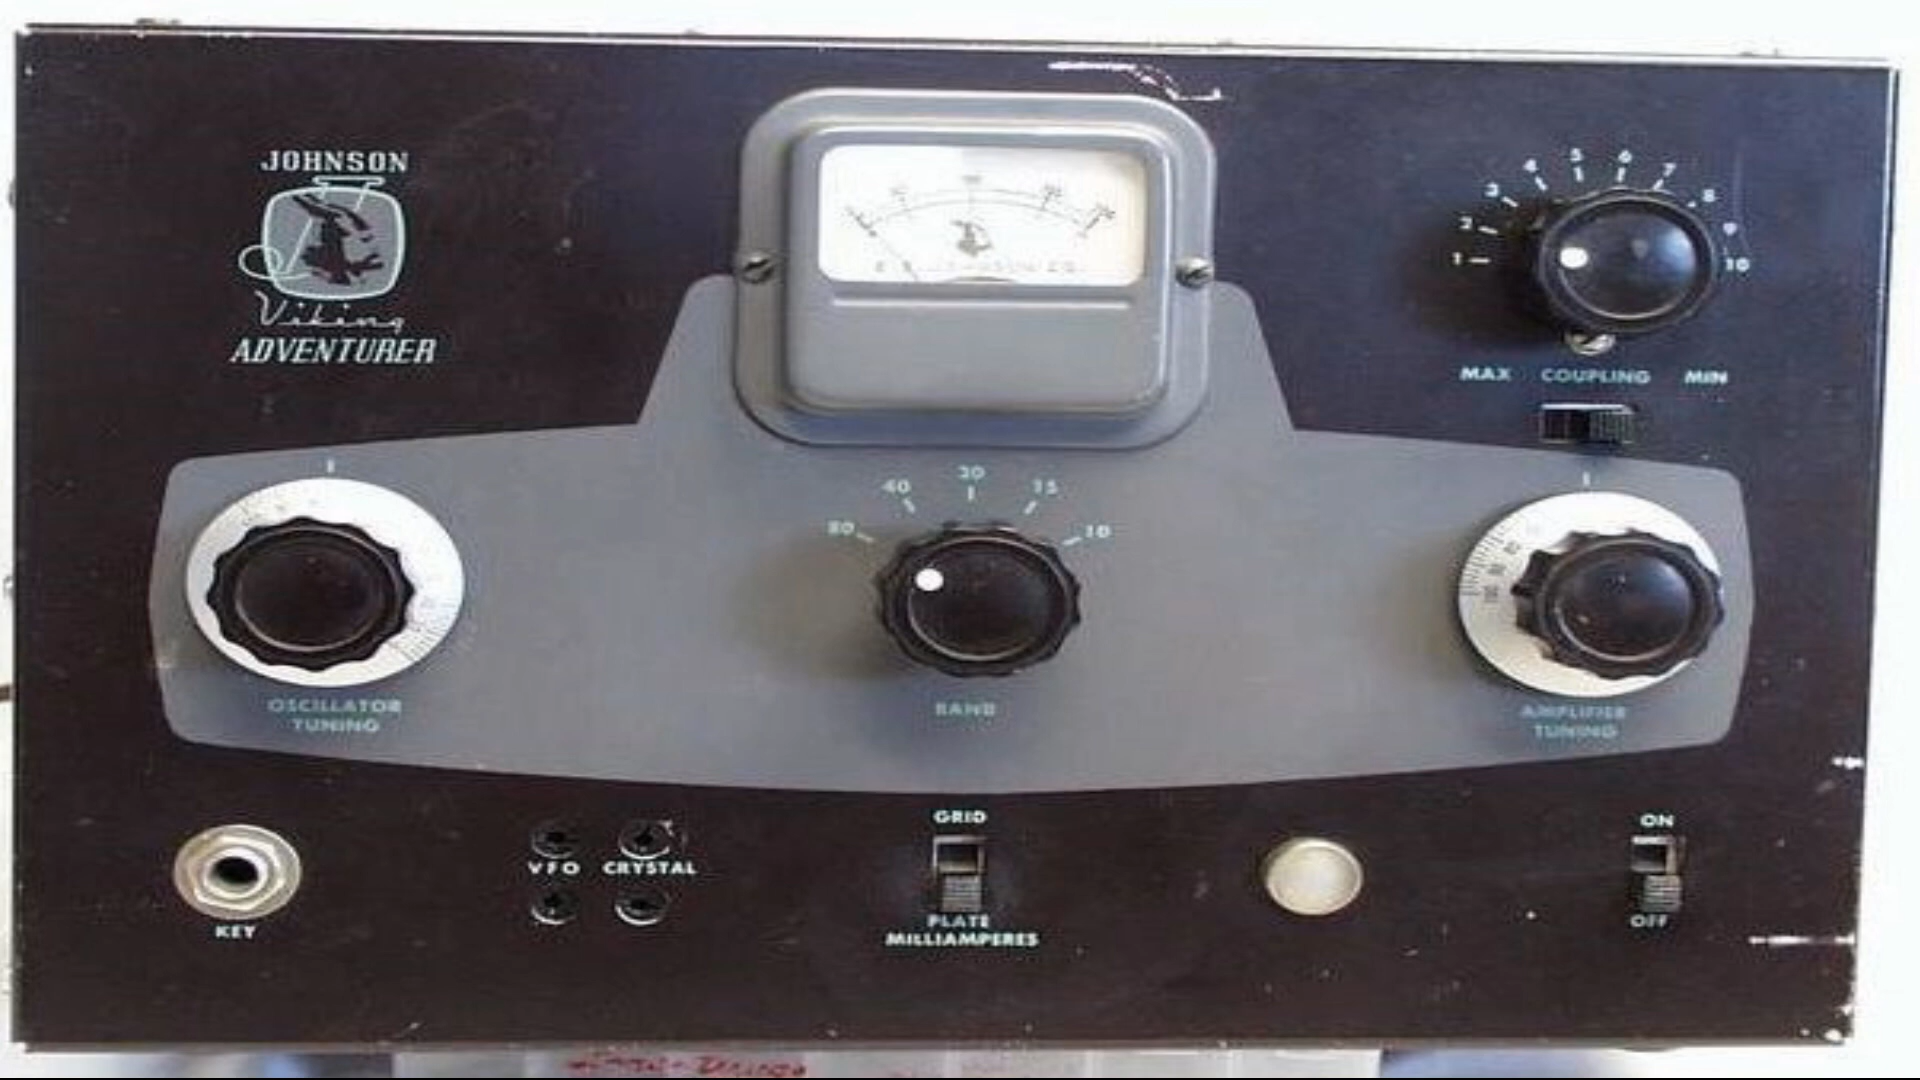 JOHNSON
Viking
ADVENTURER
1 2 3 4 5 6 7 8 9 10
MAX COUPLING MIN
80 40 20 15 10
OSCILLATOR
TUNING
BAND
AMPLIFIER
TUNING
KEY
VFO CRYSTAL
GRID
PLATE
MILLIAMPERES
ON
OFF